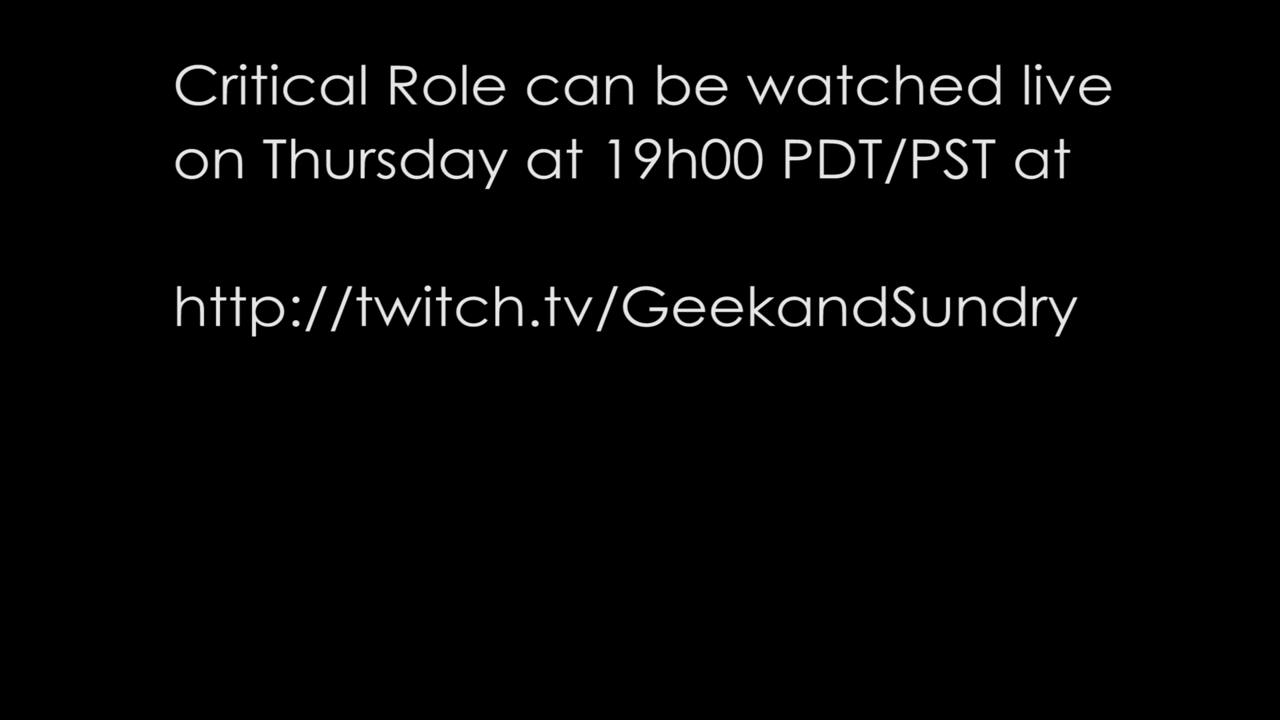 Critical Role can be watched live
on Thursday at 19h00 PDT/PST at
http://twitch.tv/GeekandSundry